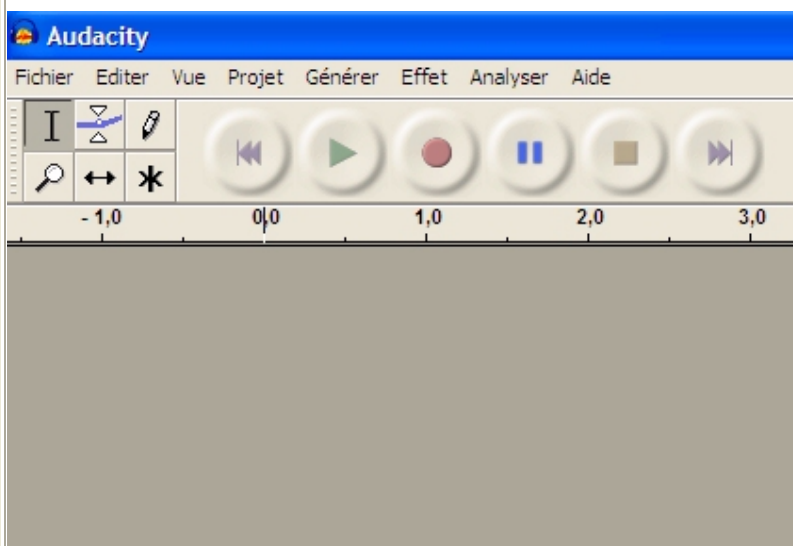 Audacity
Fichier Editer Vue Projet Générer Effet Analyser Aide
- 1,0 0,0 1,0 2,0 3,0